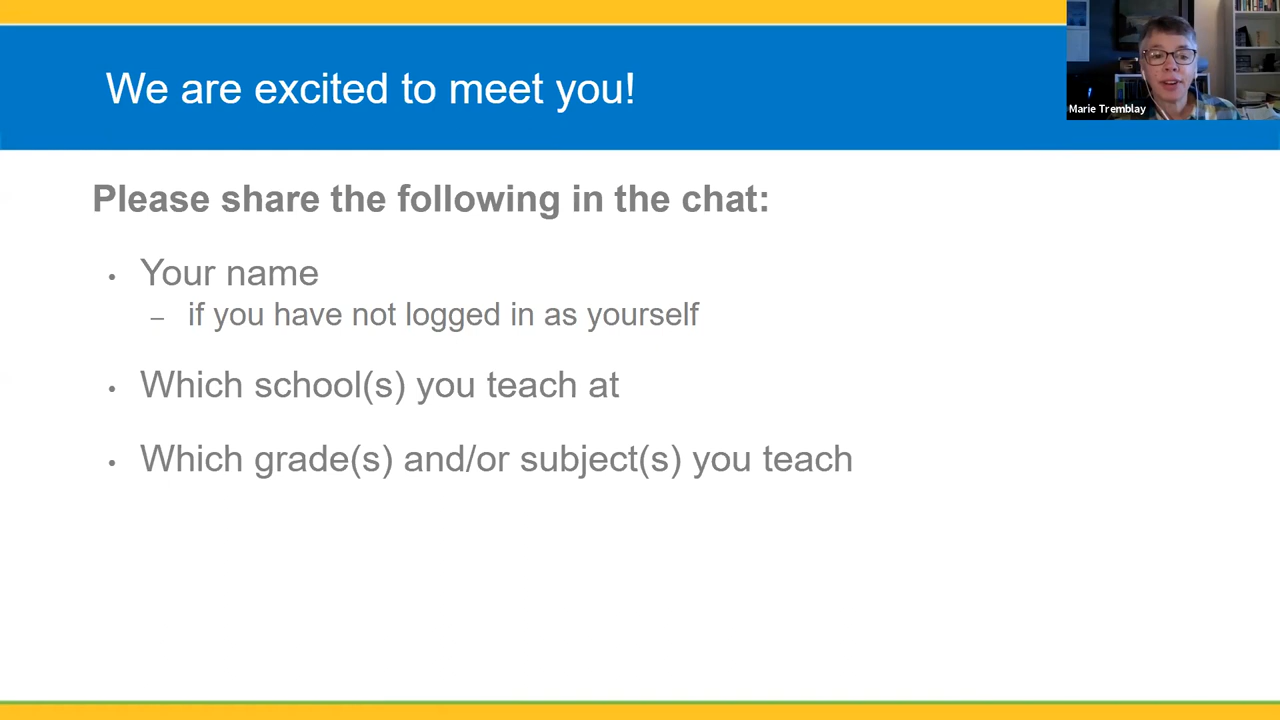 We are excited to meet you!
Marie Tremblay
Please share the following in the chat:
• Your name
– if you have not logged in as yourself
• Which school(s) you teach at
• Which grade(s) and/or subject(s) you teach